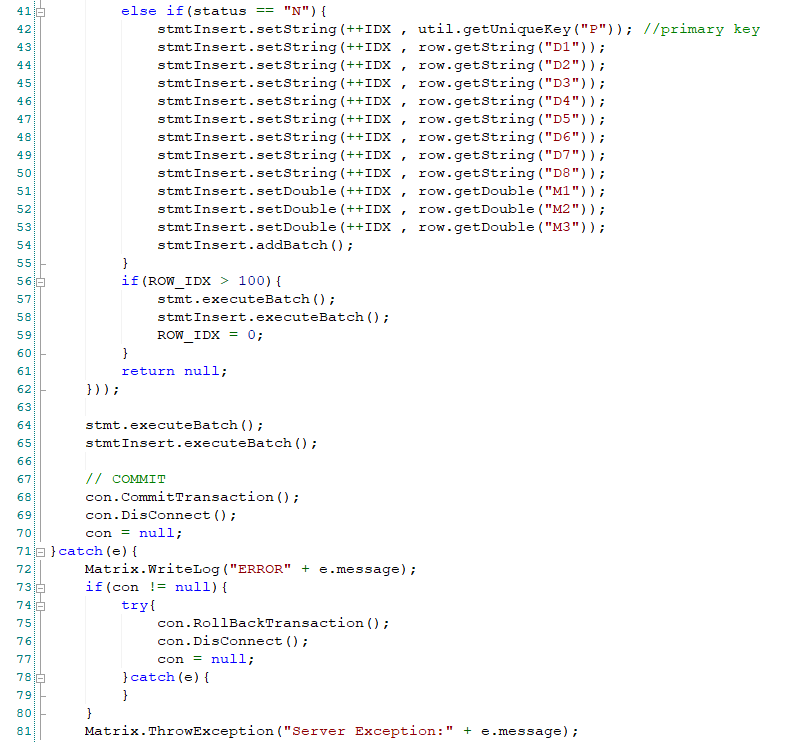 41 else if(status == "N"){
42 stmtInsert.setString(++IDX , util.getUniqueKey("P")); //primary key
43 stmtInsert.setString(++IDX , row.getString("D1"));
44 stmtInsert.setString(++IDX , row.getString("D2"));
45 stmtInsert.setString(++IDX , row.getString("D3"));
46 stmtInsert.setString(++IDX , row.getString("D4"));
47 stmtInsert.setString(++IDX , row.getString("D5"));
48 stmtInsert.setString(++IDX , row.getString("D6"));
49 stmtInsert.setString(++IDX , row.getString("D7"));
50 stmtInsert.setString(++IDX , row.getString("D8"));
51 stmtInsert.setDouble(++IDX , row.getDouble("M1"));
52 stmtInsert.setDouble(++IDX , row.getDouble("M2"));
53 stmtInsert.setDouble(++IDX , row.getDouble("M3"));
54 stmtInsert.addBatch();
55 }
56 if(ROW_IDX > 100){
57 stmt.executeBatch();
58 stmtInsert.executeBatch();
59 ROW_IDX = 0;
60 }
61 return null;
62 }));
63
64 stmt.executeBatch();
65 stmtInsert.executeBatch();
66
67 // COMMIT
68 con.CommitTransaction();
69 con.DisConnect();
70 con = null;
71 }catch(e){
72 Matrix.WriteLog("ERROR" + e.message);
73 if(con != null){
74 try{
75 con.RollBackTransaction();
76 con.DisConnect();
77 con = null;
78 }catch(e){
79 }
80 }
81 Matrix.ThrowException("Server Exception:" + e.message);